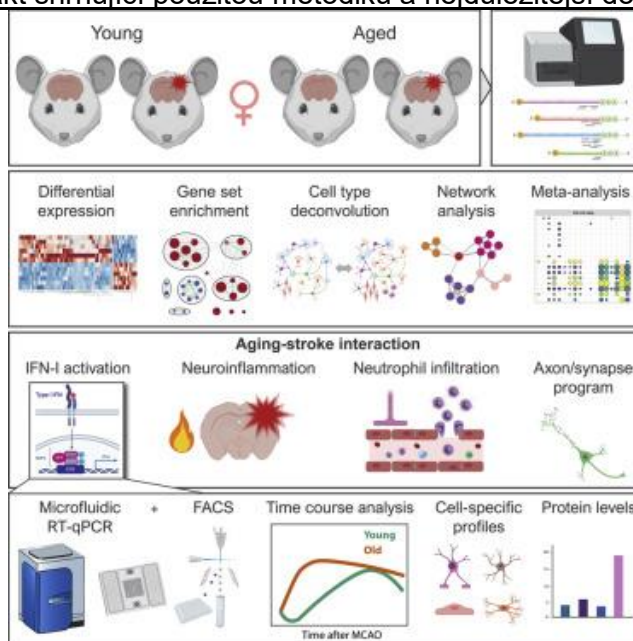 Young Aged
Differential expression
Gene set enrichment
Cell type deconvolution
Network analysis
Meta-analysis
Aging-stroke interaction
IFN-I activation
Neuroinflammation
Neutrophil infiltration
Axon/synapse program
Microfluidic RT-qPCR
+
FACS
Time course analysis
Young
Old
Time after MCAO
Cell-specific profiles
Protein levels